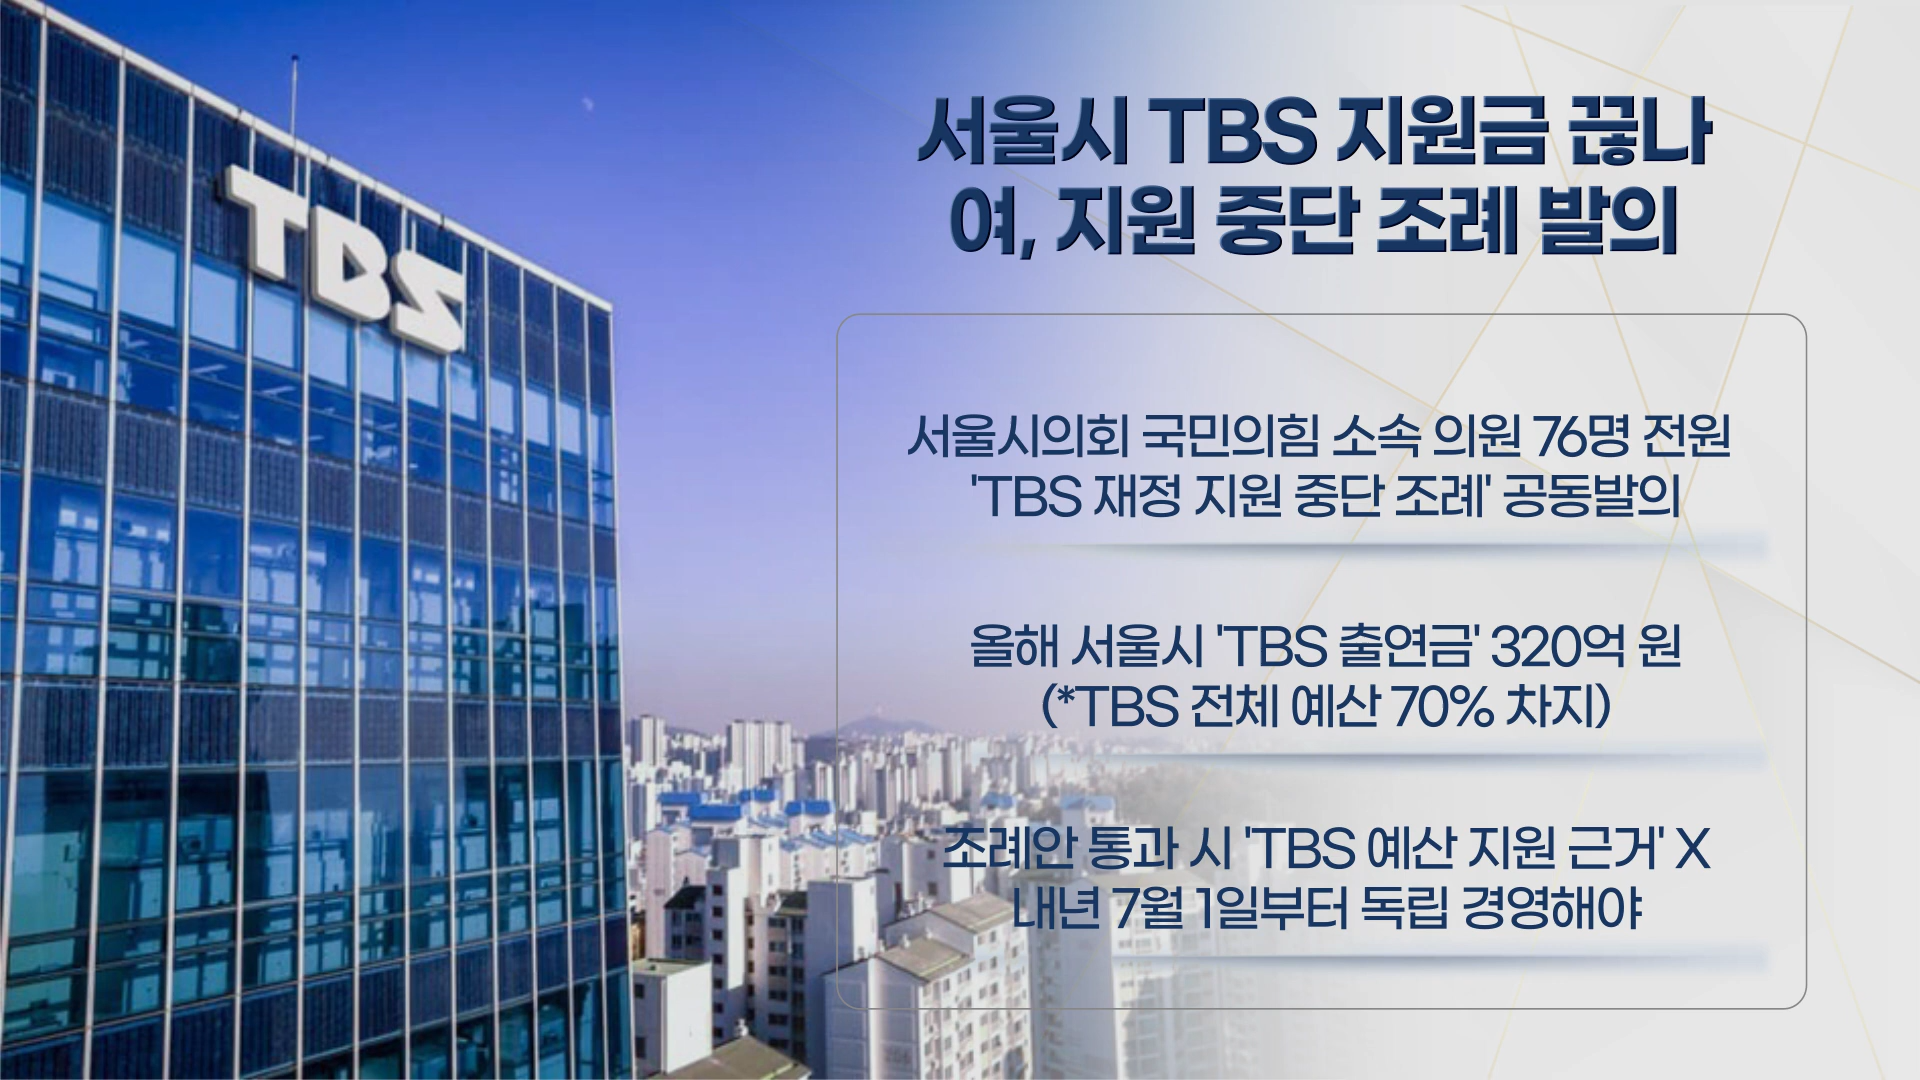 TBS
서울시 TBS 지원금 끊나
여, 지원 중단 조례 발의
서울시의회 국민의힘 소속 의원 76명 전원
'TBS 재정 지원 중단 조례' 공동발의
올해 서울시 'TBS 출연금' 320억 원
(*TBS 전체 예산 70% 차지)
조례안 통과 시 'TBS 예산 지원 근거' X
내년 7월 1일부터 독립 경영해야